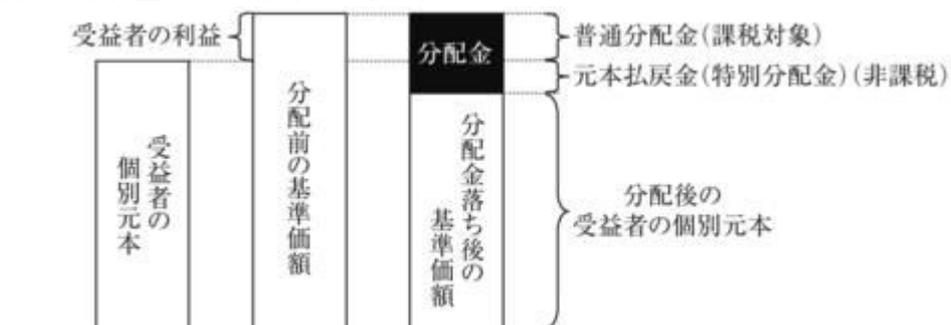 受益者の利益
分配金
普通分配金(課税対象)
元本払戻金(特別分配金)(非課税)
受益者の
個別元本
分配前の基準価額
分配金落ち後の
基準価額
分配後の
受益者の個別元本